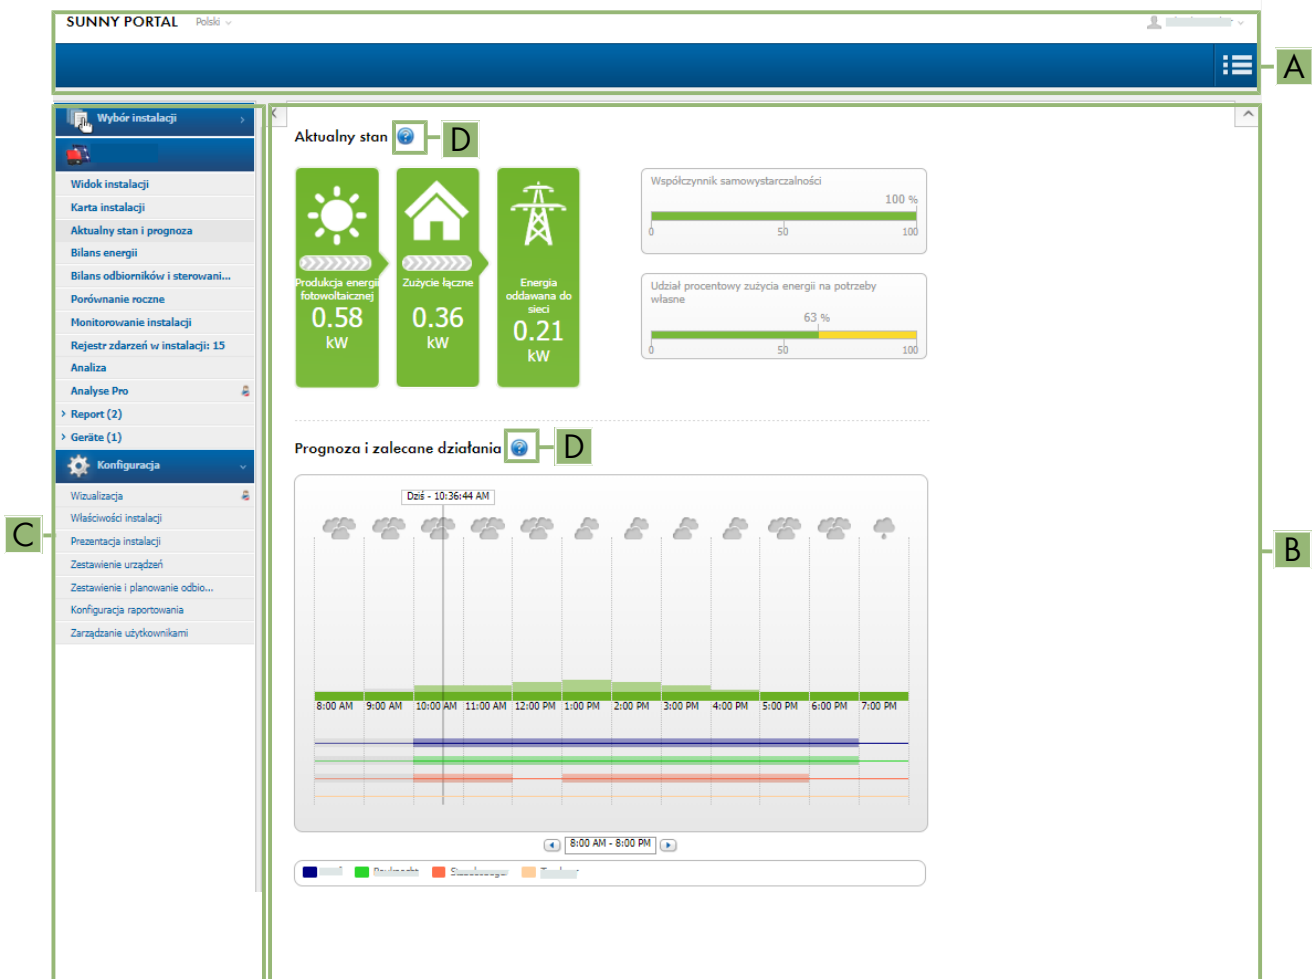 SUNNY PORTAL Polski
A
Wybór instalacji
Widok instalacji
Karta instalacji
Aktualny stan i prognoza
Bilans energii
Bilans odbiorników i sterowani...
Porównanie roczne
Monitorowanie instalacji
Rejestr zdarzeń w instalacji: 15
Analiza
Analyse Pro
Report (2)
Geräte (1)
Konfiguracja
Wizualizacja
Właściwości instalacji
Prezentacja instalacji
Zestawienie urządzeń
Zestawienie i planowanie odbio...
Konfiguracja raportowania
Zarządzanie użytkownikami
C
Aktualny stan ? D
Produkcja energii
fotowoltaicznej
0.58
kW
Zużycie łączne
0.36
kW
Energia
oddawana do
sieci
0.21
kW
Współczynnik samowystarczalności
100 %
0 50 100
Udział procentowy zużycia energii na potrzeby
własne
63 %
0 50 100
Prognoza i zalecane działania ? D
Dziś - 10:36:44 AM
8:00 AM 9:00 AM 10:00 AM 11:00 AM 12:00 PM 1:00 PM 2:00 PM 3:00 PM 4:00 PM 5:00 PM 6:00 PM 7:00 PM
8:00 AM - 8:00 PM
B